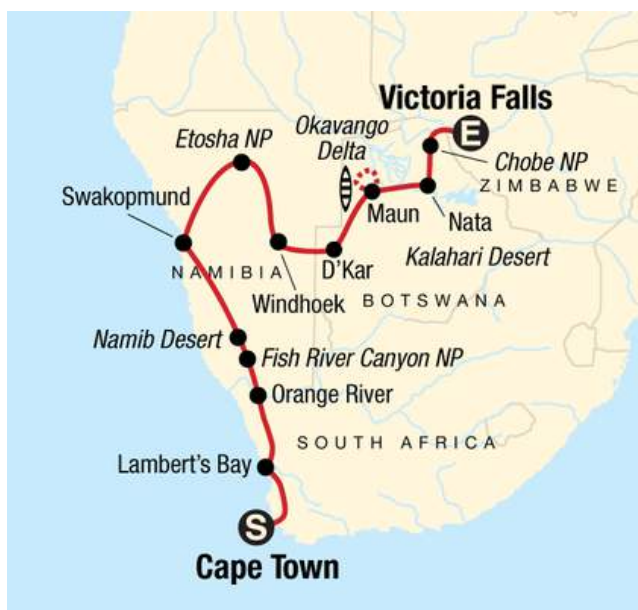 Victoria Falls
E
Okavango
Delta
Etosha NP
Chobe NP
ZIMBABWE
Swakopmund
Maun
Nata
D'Kar
Kalahari Desert
NAMIBIA
Windhoek
BOTSWANA
Namib Desert
Fish River Canyon NP
Orange River
SOUTH AFRICA
Lambert's Bay
S
Cape Town